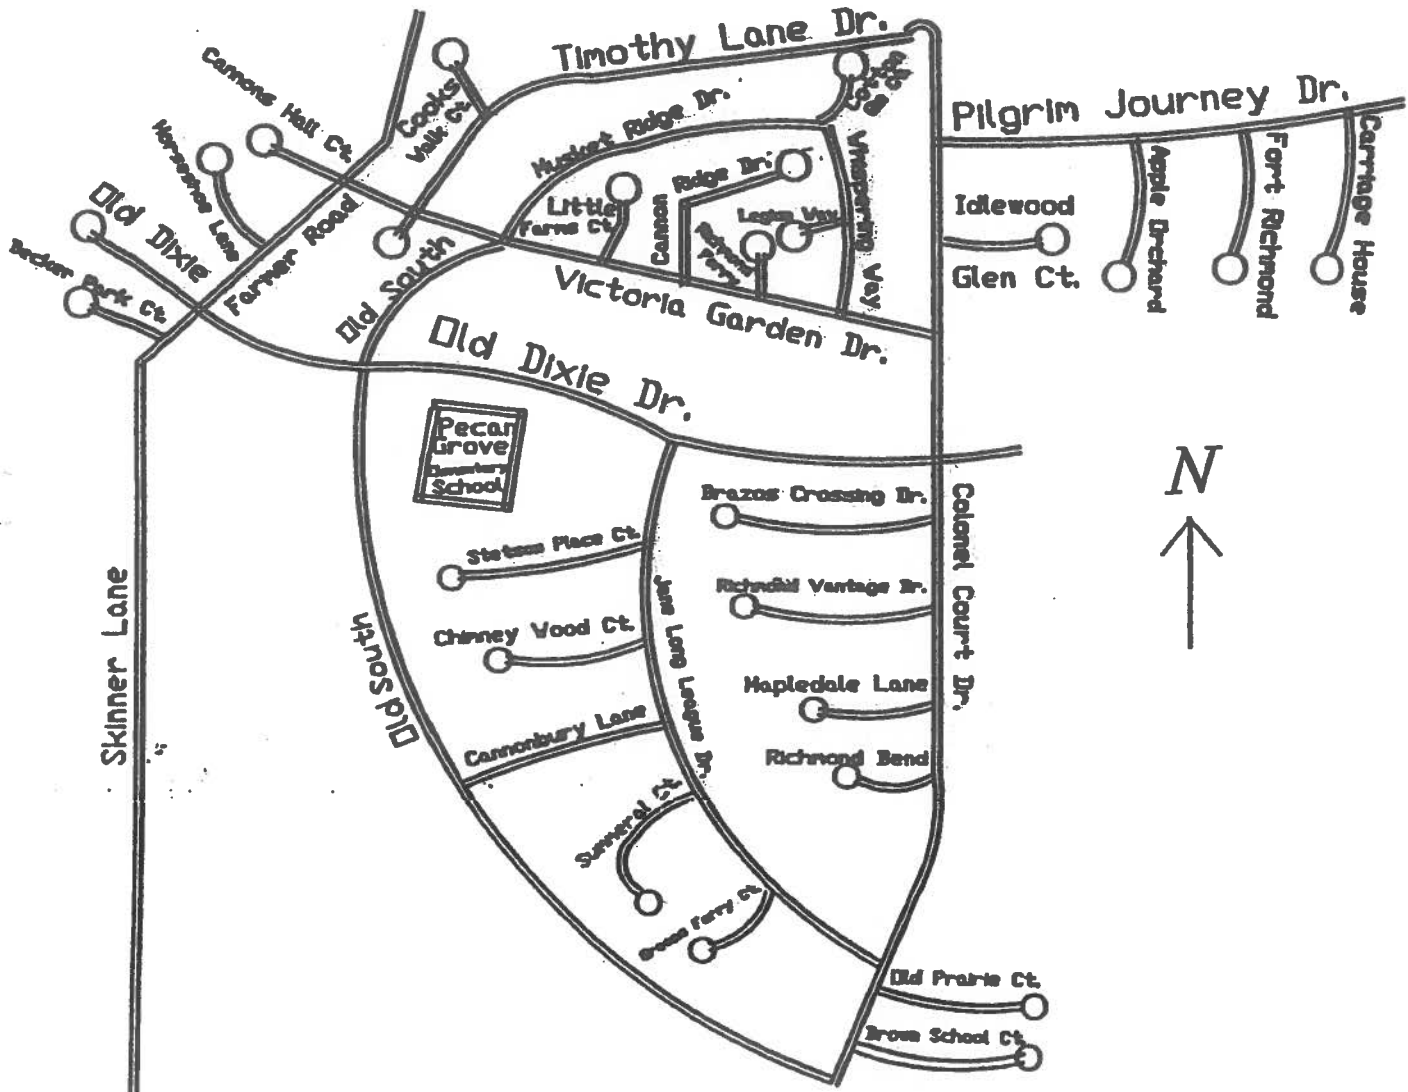 Timothy Lane Dr.
Cannons Hall Ct.
Cooks
Walk Ct.
Horseshoe Lane
Musket Ridge Dr.
Pilgrim Journey Dr.
Old Dixie
Farmer Road
Becker Park Ct.
Little
Farms Ct.
Cannon
Ridge Dr.
Legion Way
Richmond
Ferry
Whispering Way
Idlewood
Glen Ct.
Apple Orchard
Fort Richmond
Carriage House
Old South
Victoria Garden Dr.
Old Dixie Dr.
Pecan
Grove
Elementary
School
N
Brazos Crossing Dr.
Colonel Court Dr.
Stetson Place Ct.
Richmond Vantage Dr.
Jane Long League Dr.
Chimney Wood Ct.
Old South
Skinner Lane
Mapledale Lane
Cannonbury Lane
Richmond Bend
Sumneral Ct.
Ferry Ct.
Old Prairie Ct.
Brown School Ct.